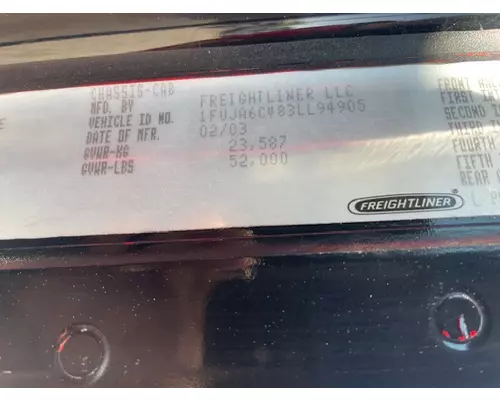 CHASSIS-CAB
MFD. BY FREIGHTLINER LLC
VEHICLE ID NO. 1FUJA6CV83LL94905
DATE OF MFR. 02/03
GVWR-KG 23,587
GVWR-LBS 52,000
FRONT
FIRST I
SECOND
THIRD
FOURTH
FIFTH
REAR
FREIGHTLINER